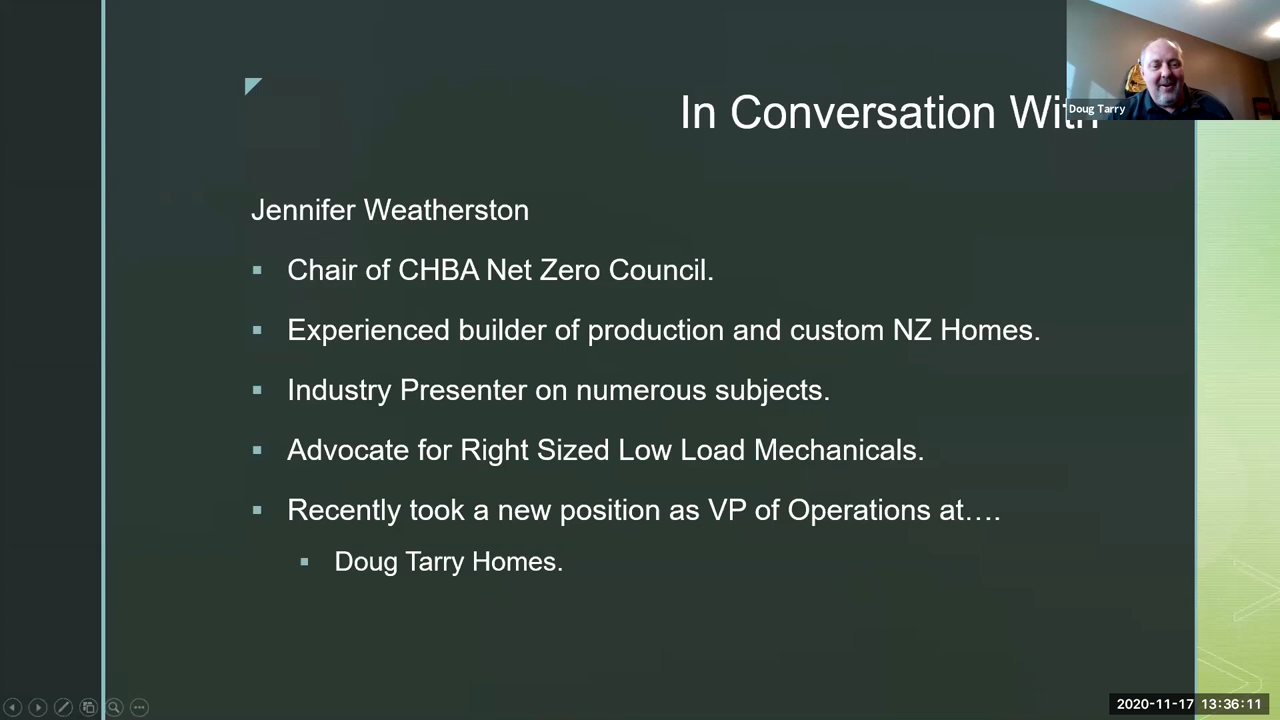 In Conversation With
Doug Tarry
Jennifer Weatherston
▪ Chair of CHBA Net Zero Council.
▪ Experienced builder of production and custom NZ Homes.
▪ Industry Presenter on numerous subjects.
▪ Advocate for Right Sized Low Load Mechanicals.
▪ Recently took a new position as VP of Operations at….
▪ Doug Tarry Homes.
2020-11-17 13:36:11